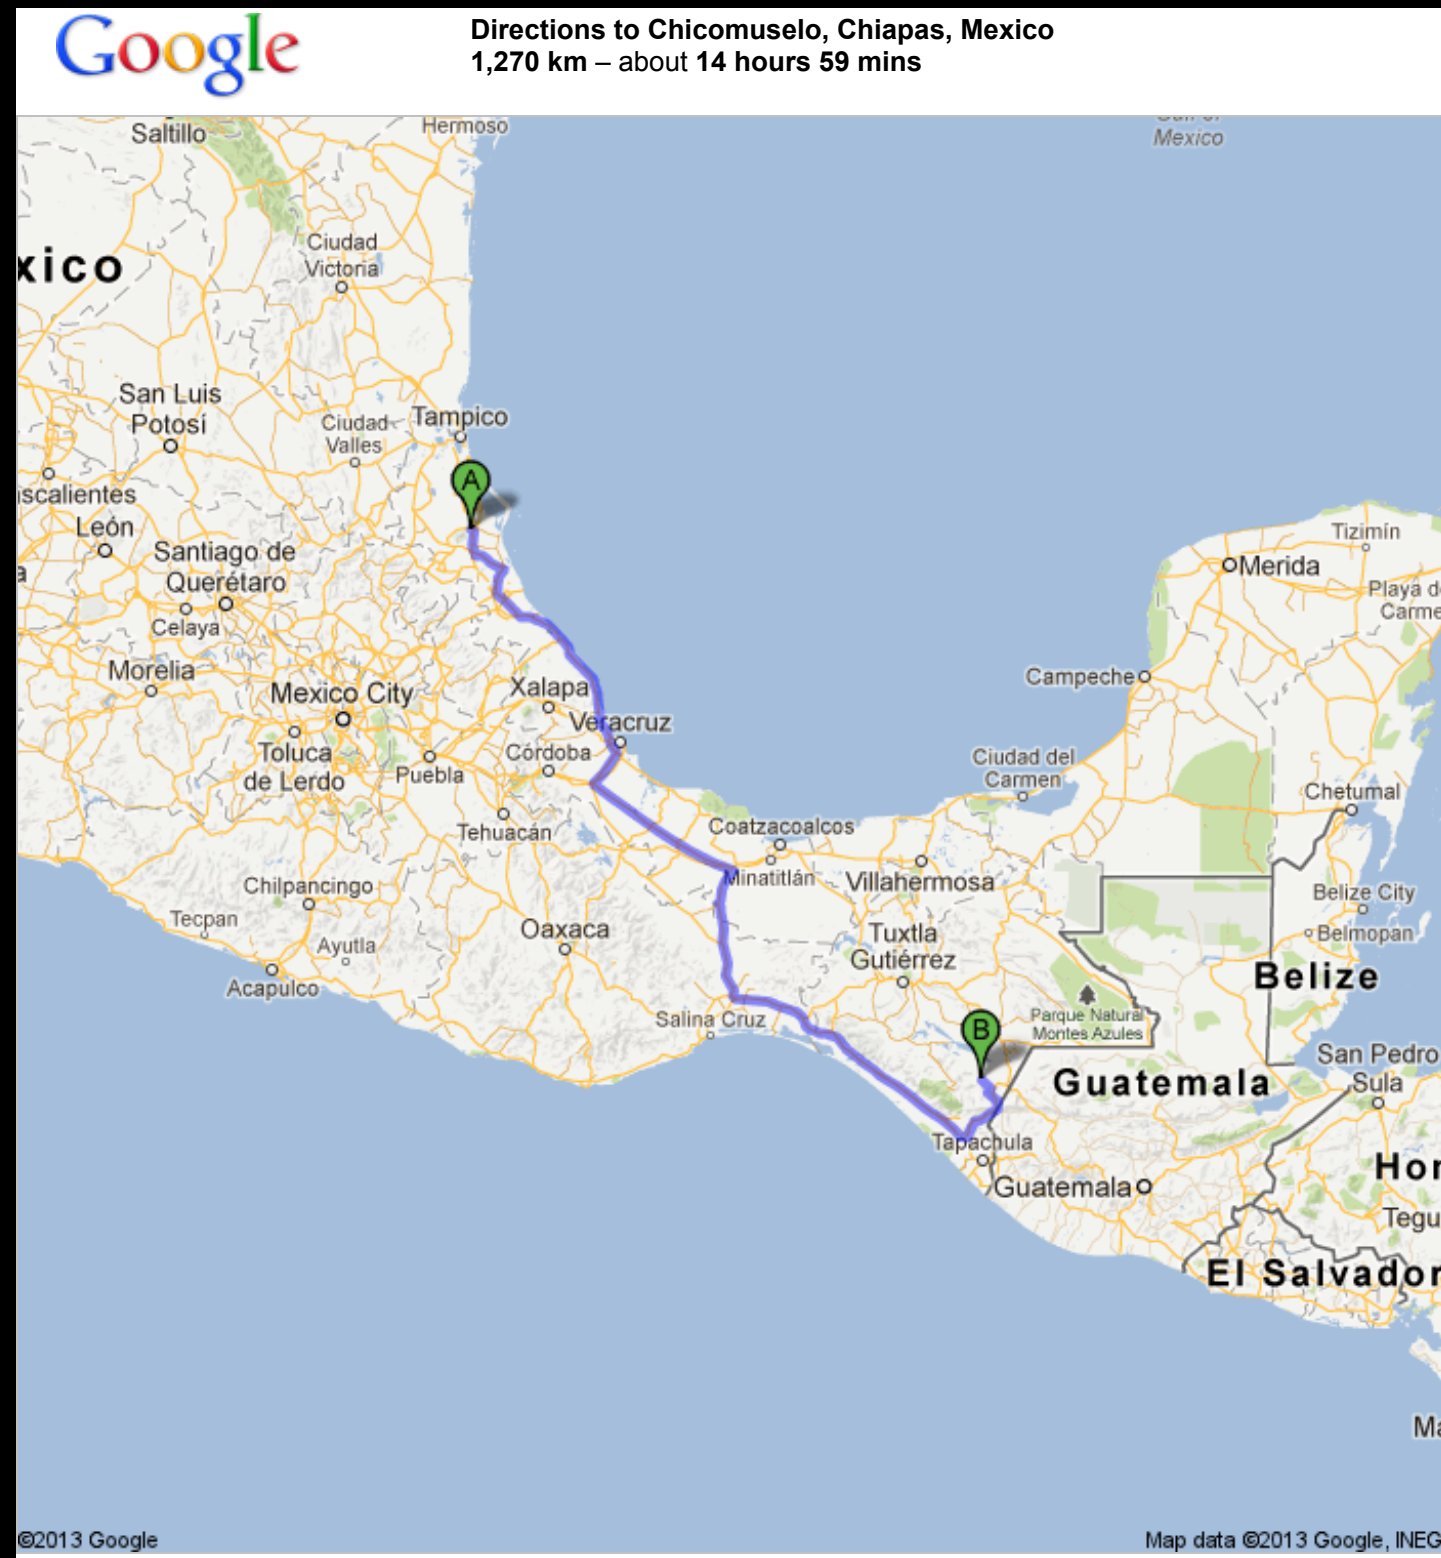 Google
Directions to Chicomuselo, Chiapas, Mexico
1,270 km – about 14 hours 59 mins
Saltillo
Hermoso
Mexico
Ciudad
Victoria
xico
San Luis
Potosí
Ciudad
Valles
Tampico
A
ascalientes
León
Santiago de
Querétaro
Celaya
Tizimín
Merida
Playa d
Carme
Morelia
Mexico City
Xalapa
Veracruz
Campeche
Toluca
de Lerdo
Puebla
Córdoba
Ciudad del
Carmen
Chetumal
Tehuacán
Coatzacoalcos
Minatitlán
Villahermosa
Chilpancingo
Tecpan
Ayutla
Acapulco
Oaxaca
Tuxtla
Gutiérrez
Belize City
Belmopan
Belize
Salina Cruz
B
Parque Natural
Montes Azules
San Pedro
Sula
Guatemala
Tapachula
Guatemala
Hor
Tegu
El Salvador
Ma
©2013 Google
Map data ©2013 Google, INEG